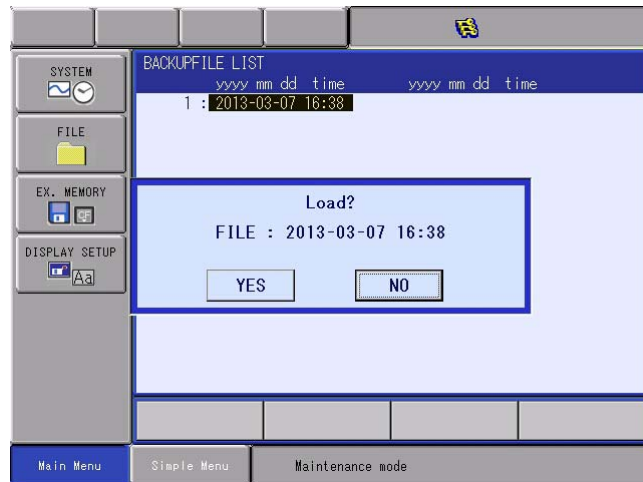 SYSTEM
BACKUPFILE LIST
yyyy mm dd time yyyy mm dd time
1 : 2013-03-07 16:38
FILE
EX. MEMORY
CF
Load?
FILE : 2013-03-07 16:38
DISPLAY SETUP
Aa
YES NO
Main Menu Simple Menu Maintenance mode